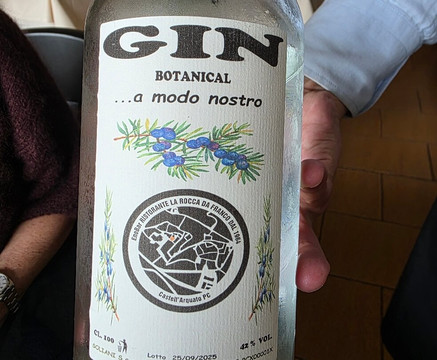 GIN
BOTANICAL
...a modo nostro
EnoBar RISTORANTE LA ROCCA DA FRANCO DAL 1964
Castell'Arquato PC
CL. 100
42 % VOL.
Lotto 25/09/2025